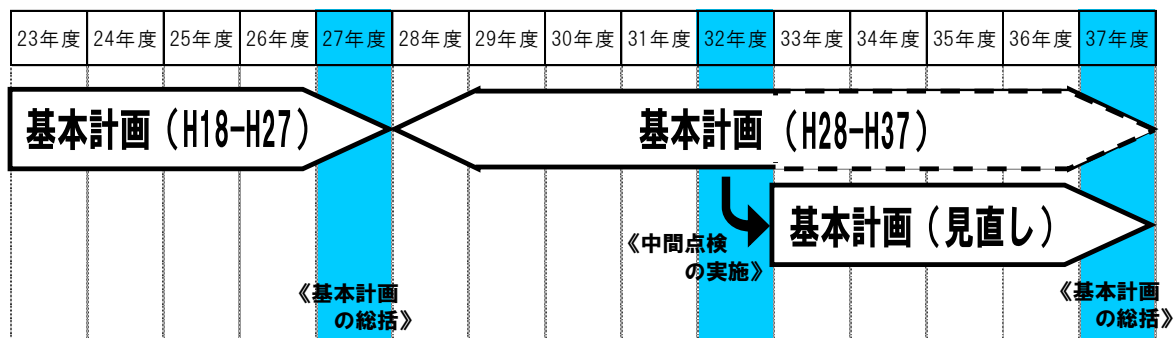 23年度 24年度 25年度 26年度 27年度 28年度 29年度 30年度 31年度 32年度 33年度 34年度 35年度 36年度 37年度
基本計画（H18-H27）
基本計画（H28-H37）
基本計画（見直し）
《中間点検
の実施》
《基本計画
の総括》
《基本計画
の総括》